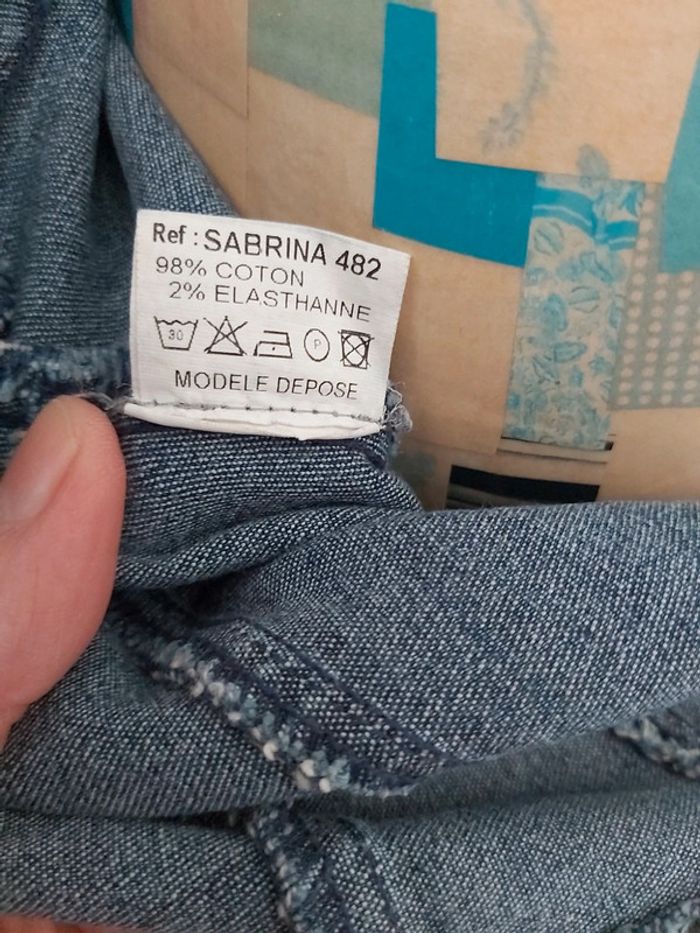 Ref : SABRINA 482
98% COTON
2% ELASTHANNE
30 P
MODELE DEPOSE